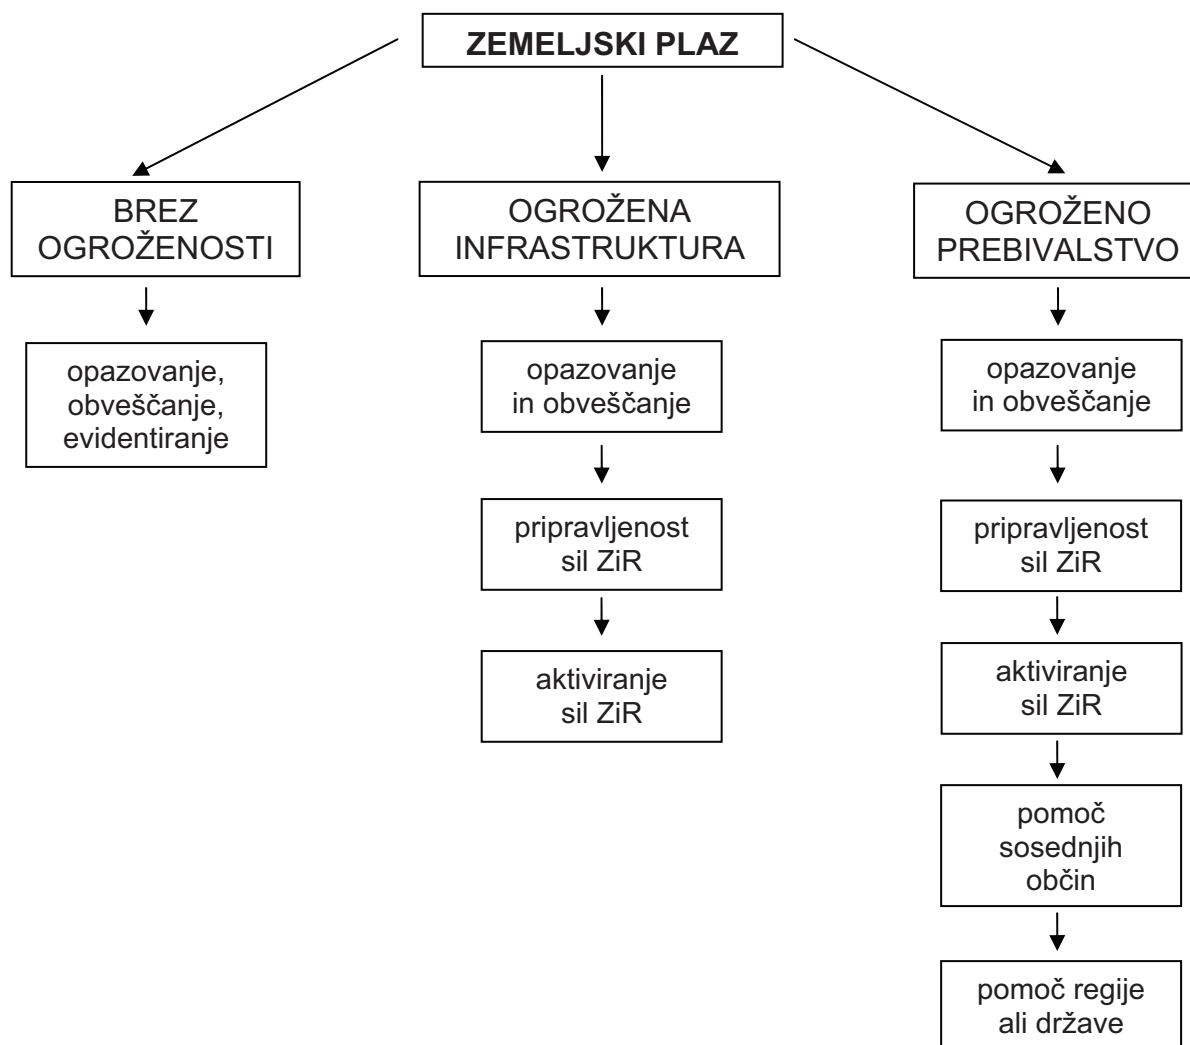 ZEMELJSKI PLAZ
BREZ
OGROŽENOSTI
opazovanje,
obveščanje,
evidentiranje
OGROŽENA
INFRASTRUKTURA
opazovanje
in obveščanje
pripravljenost
sil ZiR
aktiviranje
sil ZiR
OGROŽENO
PREBIVALSTVO
opazovanje
in obveščanje
pripravljenost
sil ZiR
aktiviranje
sil ZiR
pomoč
sosednjih
občin
pomoč regije
ali države